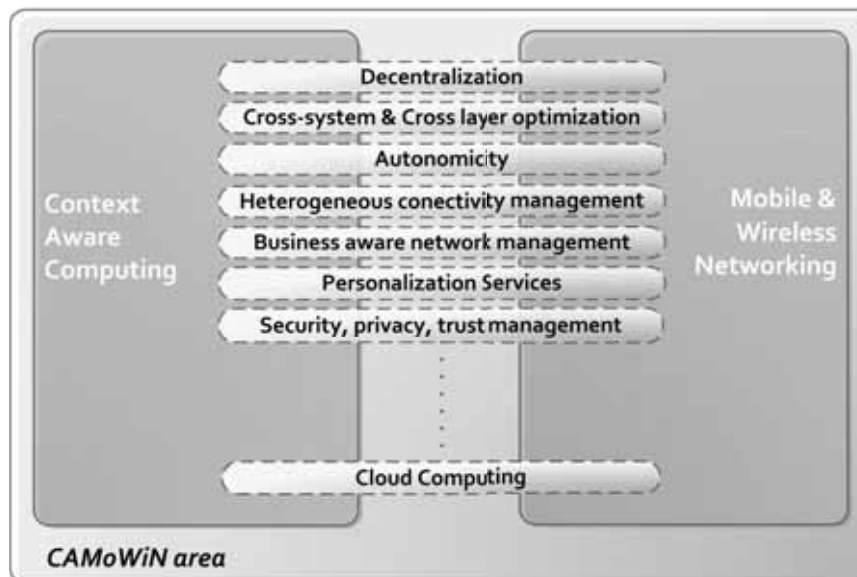 Decentralization
Cross-system & Cross layer optimization
Autonomicity
Heterogeneous conectivity management
Business aware network management
Personalization Services
Security, privacy, trust management
Cloud Computing
Context
Aware
Computing
Mobile &
Wireless
Networking
CAMoWiN area